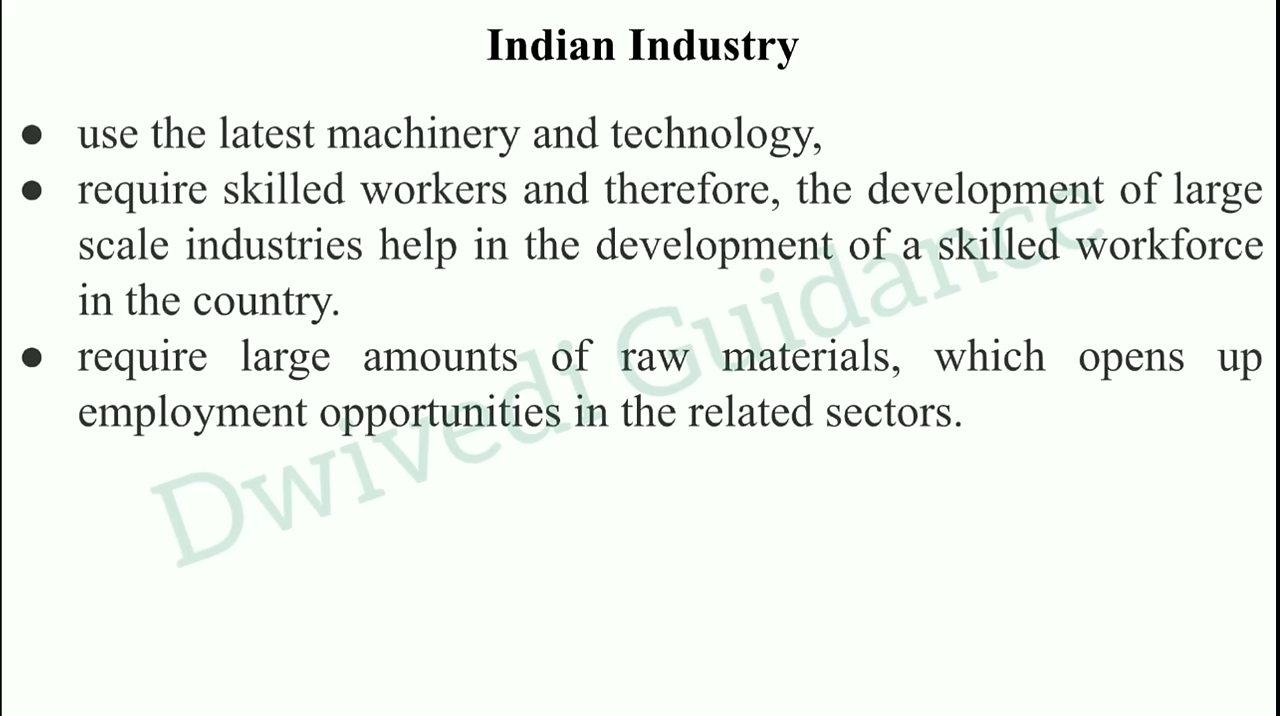 Indian Industry
● use the latest machinery and technology,
● require skilled workers and therefore, the development of large
scale industries help in the development of a skilled workforce
in the country.
● require large amounts of raw materials, which opens up
employment opportunities in the related sectors.
Dwivedi Guidance